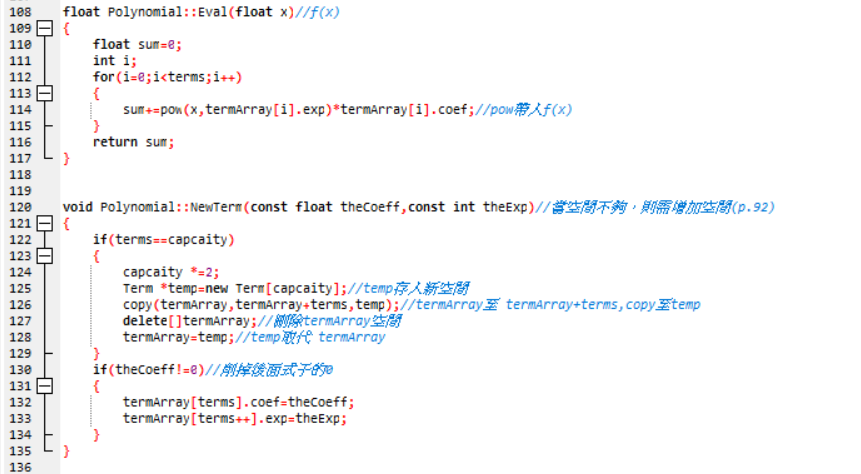 108 float Polynomial::Eval(float x)//f(x)
109 {
110 float sum=0;
111 int i;
112 for(i=0;i<terms;i++)
113 {
114 sum+=pow(x,termArray[i].exp)*termArray[i].coef;//pow帶入f(x)
115 }
116 return sum;
117 }
118
119
120 void Polynomial::NewTerm(const float theCoeff,const int theExp)//當空間不夠，則需增加空間(p.92)
121 {
122 if(terms==capcaity)
123 {
124 capcaity *=2;
125 Term *temp=new Term[capcaity];//temp存入新空間
126 copy(termArray,termArray+terms,temp);//termArray至 termArray+terms,copy至temp
127 delete[]termArray;//刪除termArray空間
128 termArray=temp;//temp取代 termArray
129 }
130 if(theCoeff!=0)//削掉後面式子的0
131 {
132 termArray[terms].coef=theCoeff;
133 termArray[terms++].exp=theExp;
134 }
135 }
136